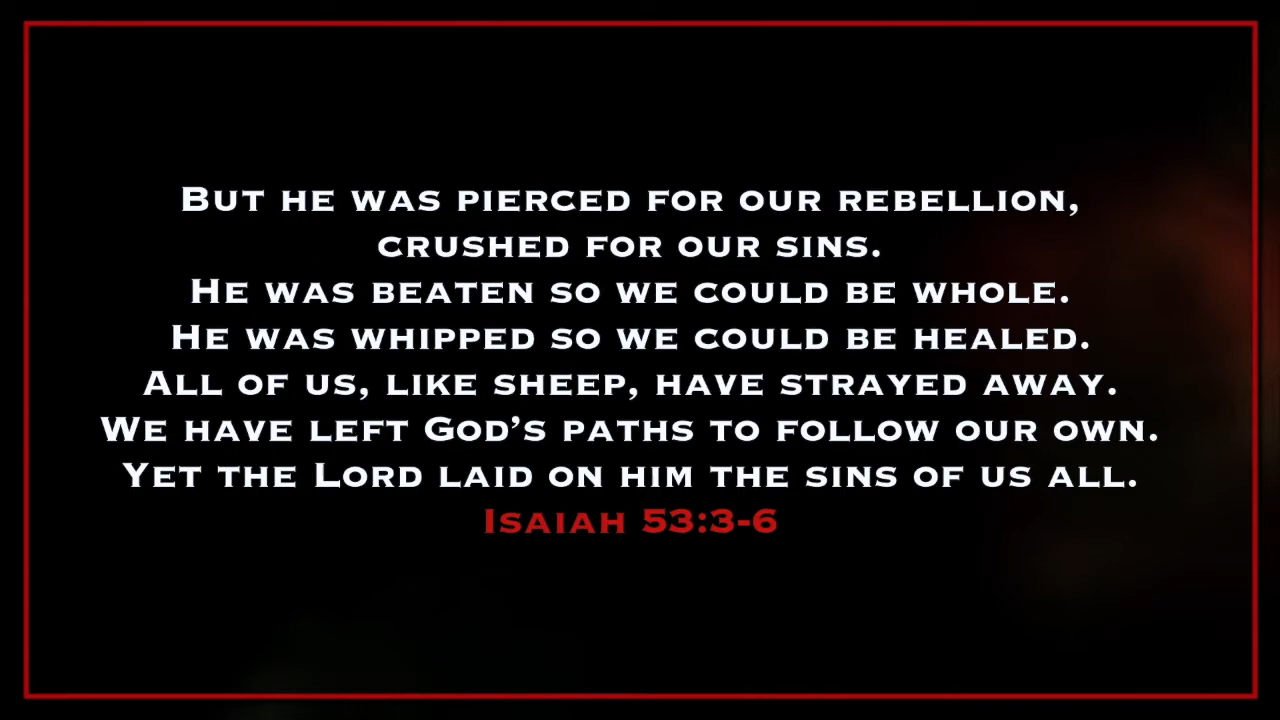 But he was pierced for our rebellion,
crushed for our sins.
He was beaten so we could be whole.
He was whipped so we could be healed.
All of us, like sheep, have strayed away.
We have left God’s paths to follow our own.
Yet the Lord laid on him the sins of us all.
Isaiah 53:3-6